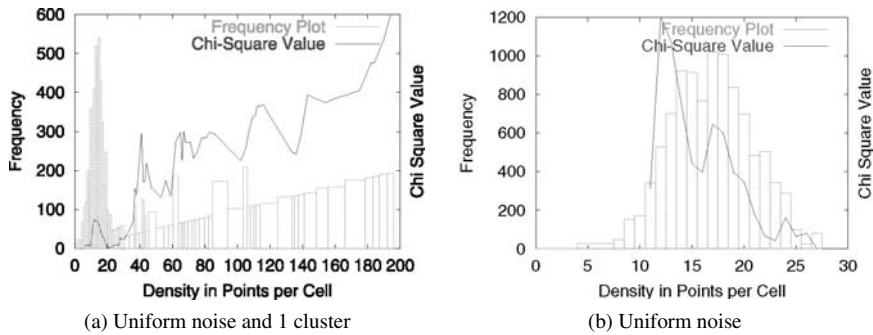 600
500
400
300
200
100
0
Frequency
Frequency Plot
Chi-Square Value
Chi Square Value
0 20 40 60 80 100 120 140 160 180 200
Density in Points per Cell
(a) Uniform noise and 1 cluster
1200
1000
800
600
400
200
0
Frequency
Frequency Plot
Chi-Square Value
Chi Square Value
0 5 10 15 20 25 30
Density in Points per Cell
(b) Uniform noise